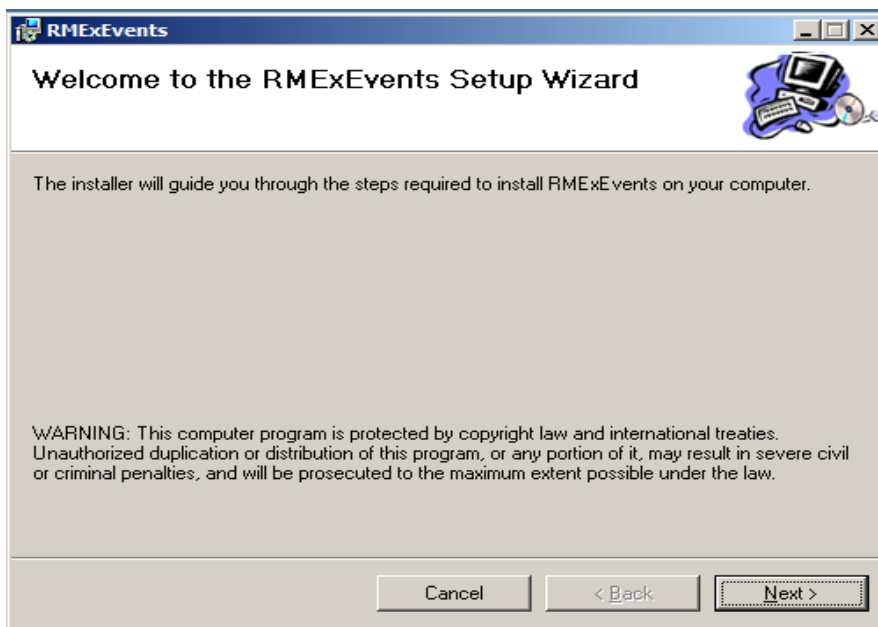 RMExEvents
Welcome to the RMExEvents Setup Wizard
The installer will guide you through the steps required to install RMExEvents on your computer.
WARNING: This computer program is protected by copyright law and international treaties.
Unauthorized duplication or distribution of this program, or any portion of it, may result in severe civil
or criminal penalties, and will be prosecuted to the maximum extent possible under the law.
Cancel
< Back
Next >